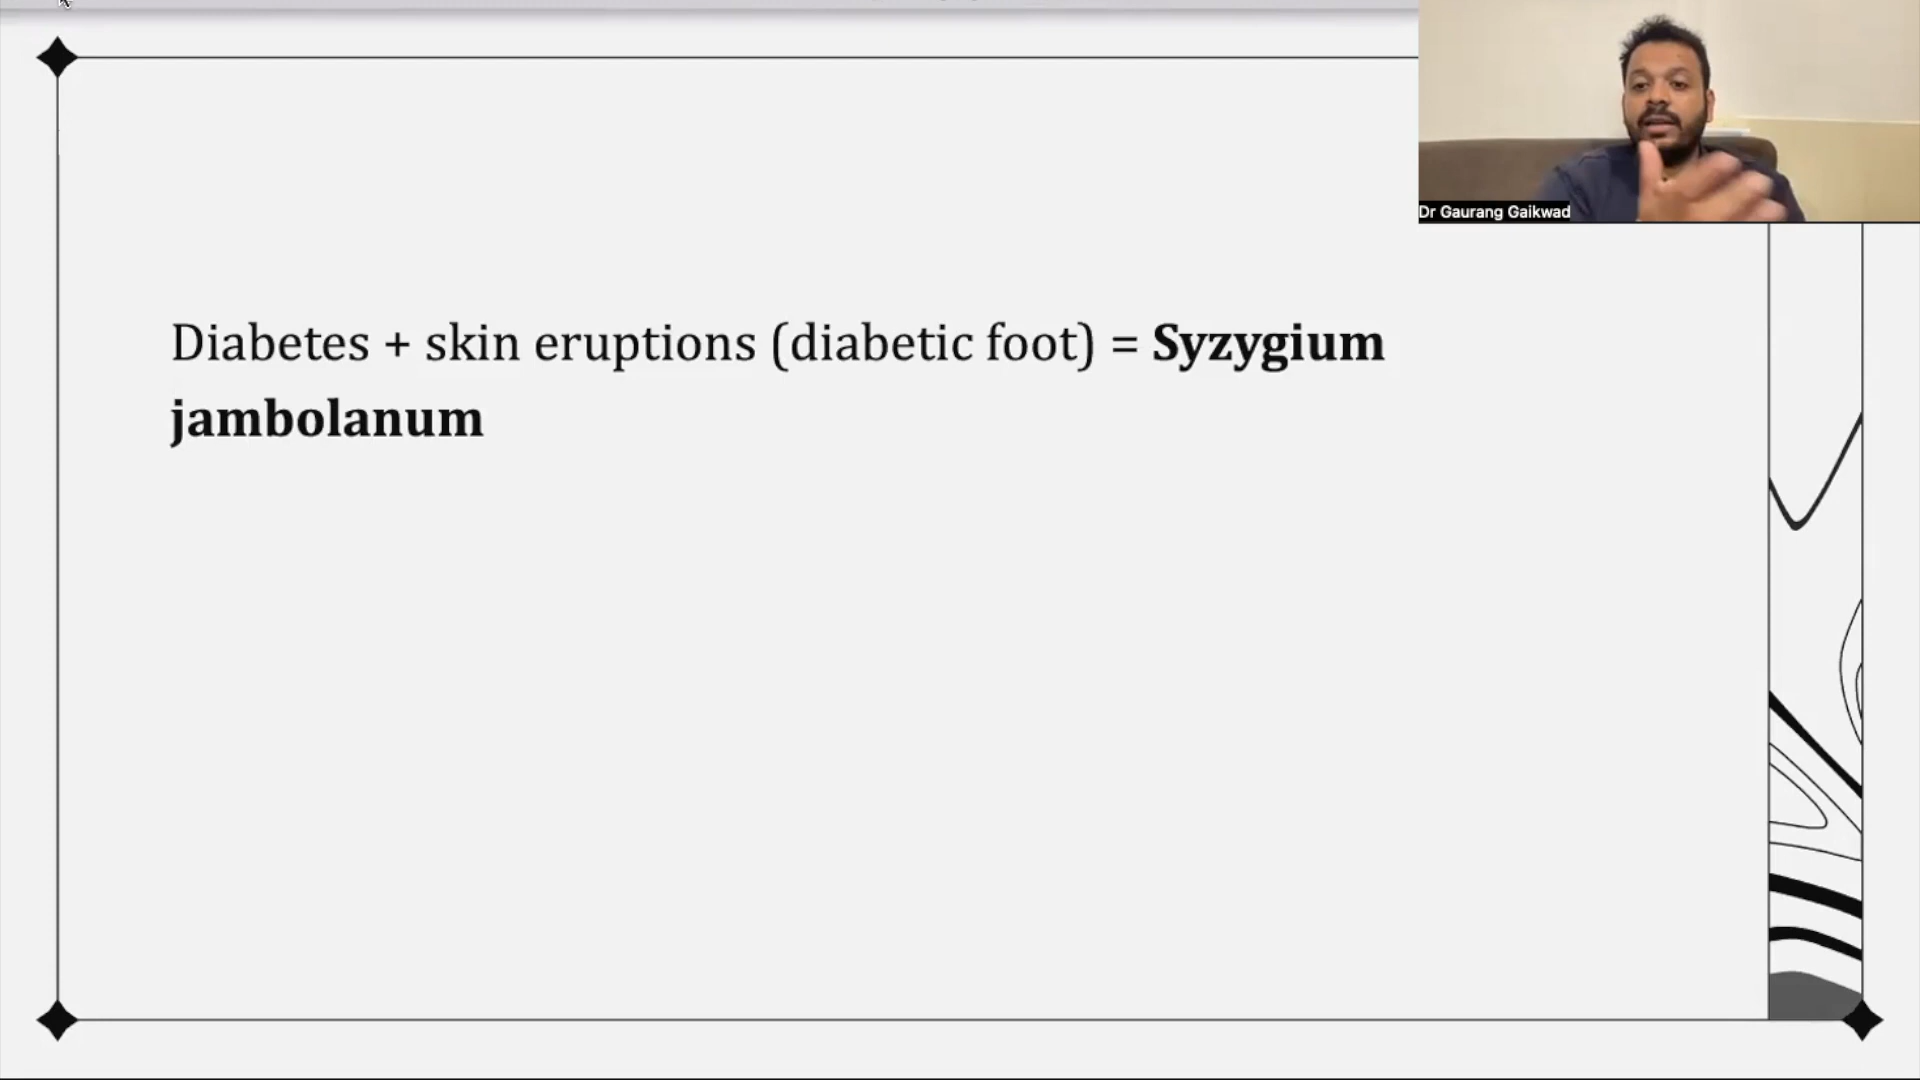 Dr Gaurang Gaikwad
Diabetes + skin eruptions (diabetic foot) = Syzygium
jambolanum